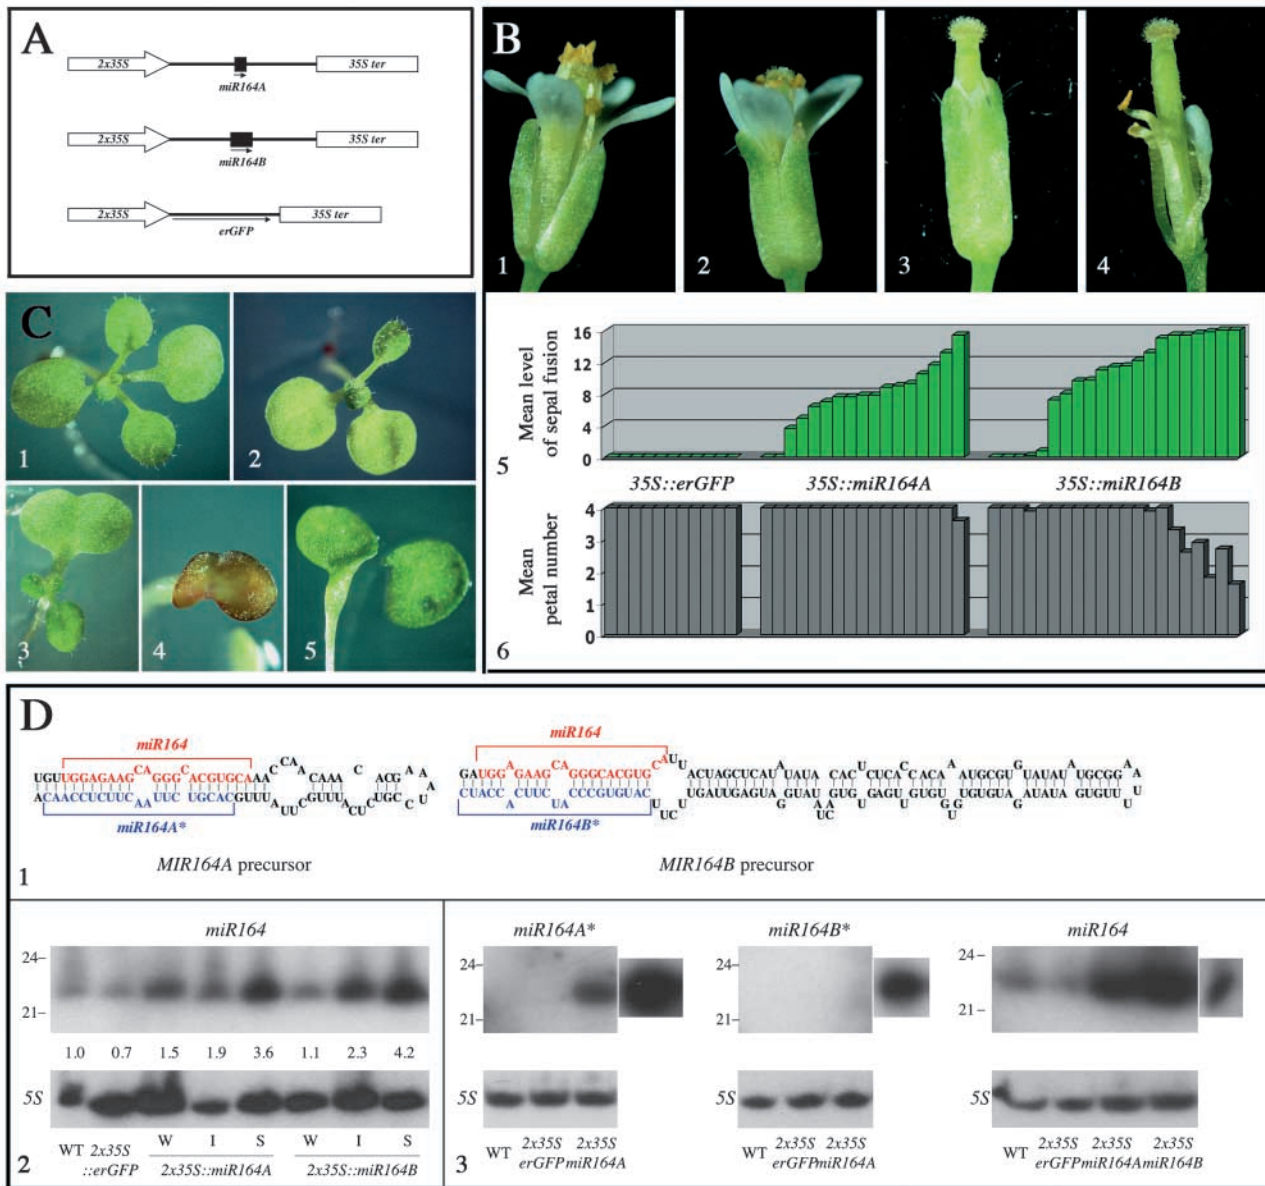 A
2x35S
35S ter
miR164A
2x35S
35S ter
miR164B
2x35S
35S ter
erGFP
B
1
2
3
4
C
1
2
3
4
5
Mean level
of sepal fusion
16
12
8
4
0
5
35S::erGFP
35S::miR164A
35S::miR164B
Mean
petal number
4
3
2
1
0
6
D
miR164
miR164A*
MIR164A precursor
miR164
miR164B*
MIR164B precursor
1
miR164
24–
21–
1.0 0.7 1.5 1.9 3.6 1.1 2.3 4.2
5S
W I S W I S
WT 2x35S ::erGFP 2x35S::miR164A 2x35S::miR164B
2
miR164A*
24–
21–
5S
WT 2x35S erGFP 2x35S miR164A
miR164B*
24–
21–
5S
WT 2x35S erGFP 2x35S miR164A
miR164
24–
21–
5S
WT 2x35S erGFP 2x35S miR164A 2x35S miR164B
3